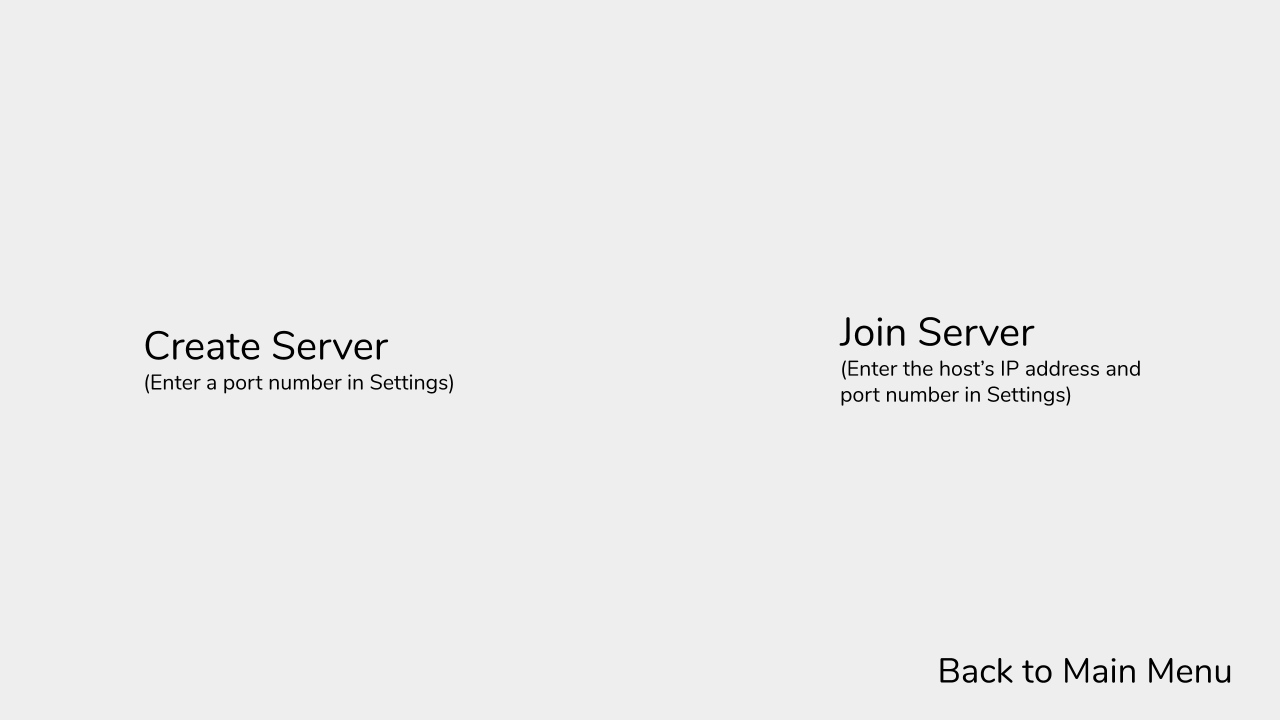 Create Server
(Enter a port number in Settings)
Join Server
(Enter the host’s IP address and
port number in Settings)
Back to Main Menu